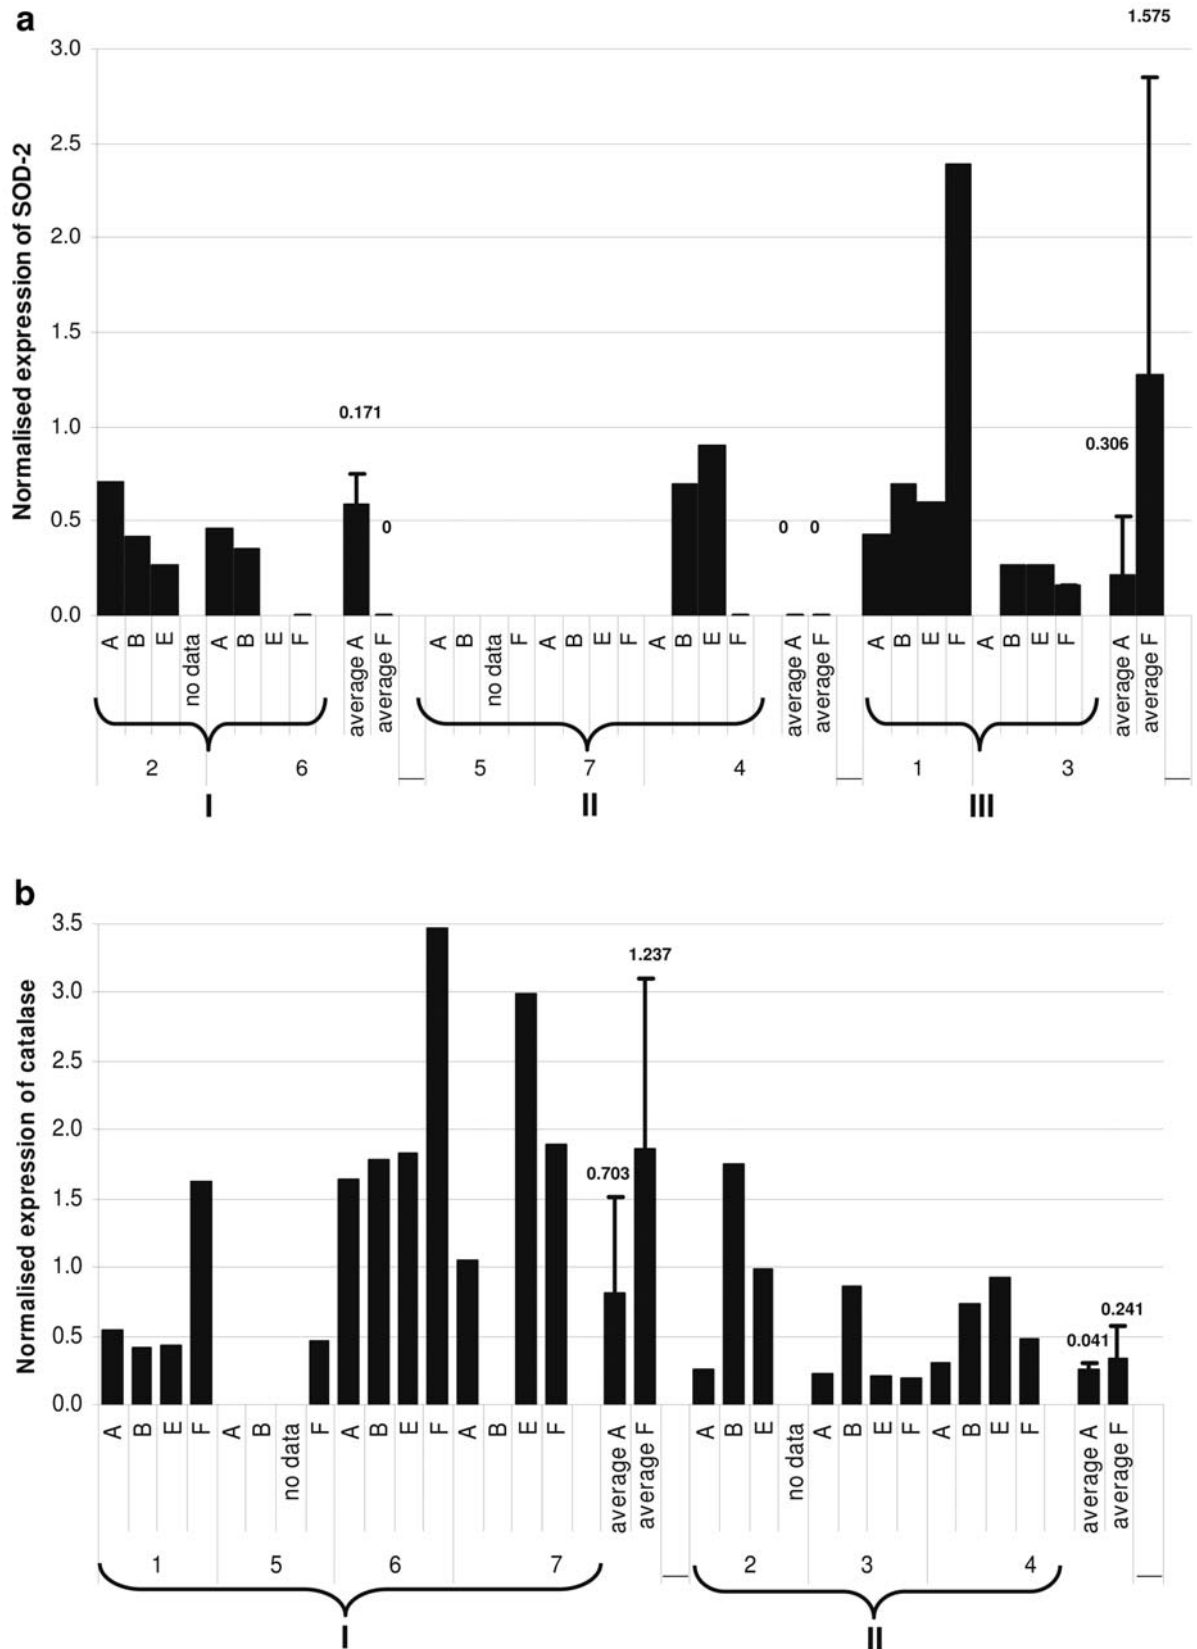 a
1.575
3.0
2.5
2.0
1.5
1.0
0.5
0.0
Normalised expression of SOD-2
0.171
0
0 0
0.306
A B E no data A B E F average A average F A B no data F A B E F A B E F average A average F A B E F A B E F average A average F
2 6 5 7 4 1 3
I II III
b
3.5
3.0
2.5
2.0
1.5
1.0
0.5
0.0
Normalised expression of catalase
1.237
0.703
0.241
0.041
A B E F A B no data F A B E F A B E F average A average F A B E no data A B E F A B E F average A average F
1 5 6 7 2 3 4
I II